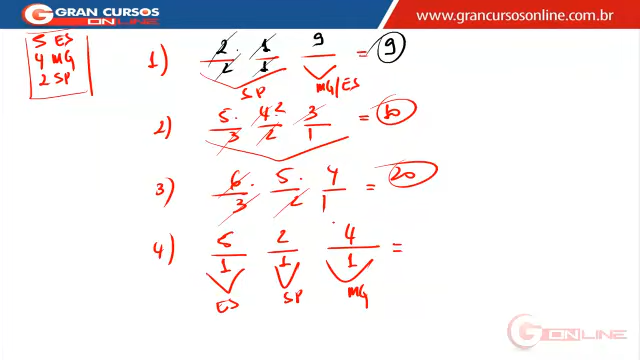 GRAN CURSOS
ONLINE
www.grancursosonline.com.br
5 ES
4 MG
2 SP
1) 2/2 · 1/1 9 = 9
SP MG/ES
2) 5/3 · 4/2 · 3/1 = 10
2
3) 6/3 · 5/2 · 4/1 = 20
4) 5/1 2/1 4/1 =
ES SP MG
G ONLINE